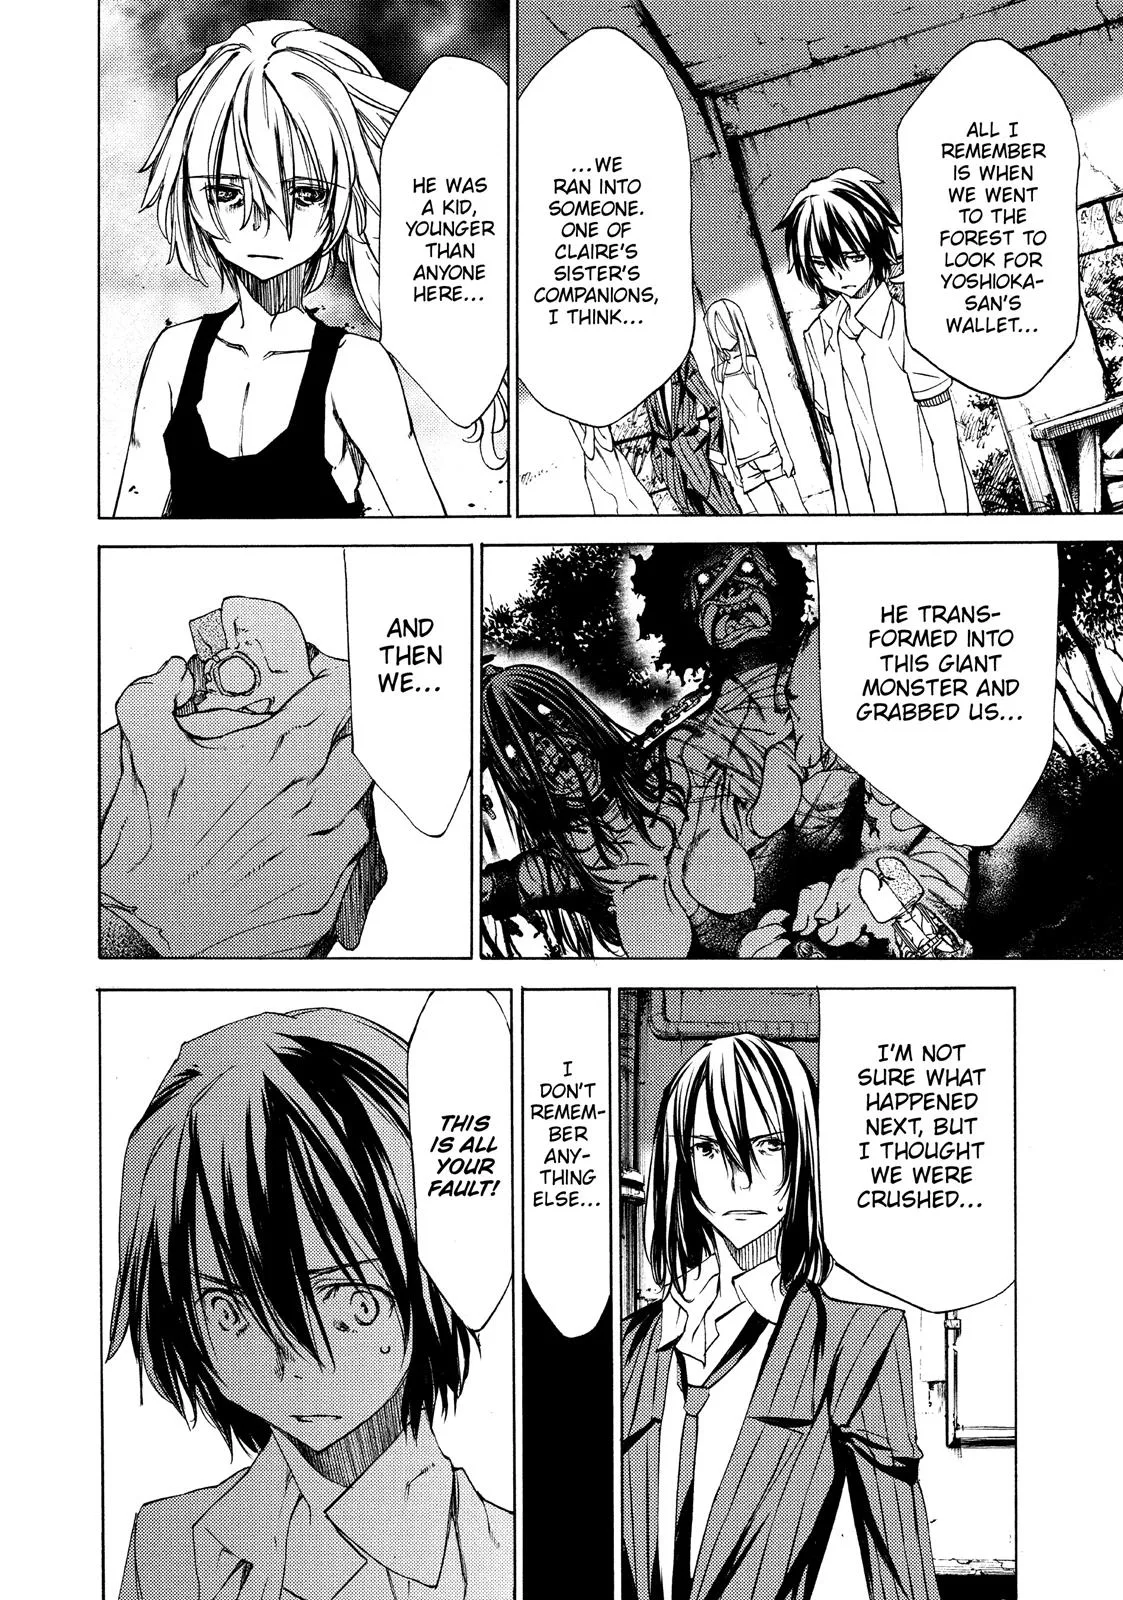 ALL I
REMEMBER
IS WHEN
WE WENT
TO THE
FOREST TO
LOOK FOR
YOSHIOKA-
SAN'S
WALLET...
...WE
RAN INTO
SOMEONE.
ONE OF
CLAIRE'S
SISTER'S
COMPANIONS,
I THINK...
HE WAS
A KID,
YOUNGER
THAN
ANYONE
HERE...
HE TRANS-
FORMED INTO
THIS GIANT
MONSTER AND
GRABBED US...
AND
THEN
WE...
I'M NOT
SURE WHAT
HAPPENED
NEXT, BUT
I THOUGHT
WE WERE
CRUSHED...
I
DON'T
REMEM-
BER
ANY-
THING
ELSE...
THIS
IS ALL
YOUR
FAULT!